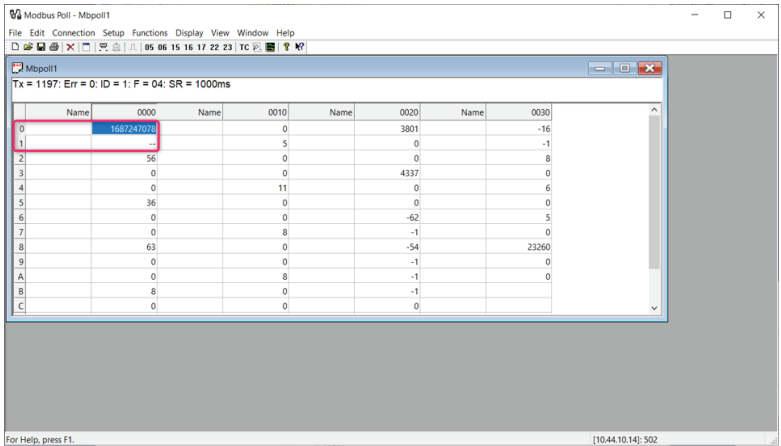 Modbus Poll - Mbpoll1
File Edit Connection Setup Functions Display View Window Help
05 06 15 16 17 22 23 TC
Mbpoll1
Tx = 1197: Err = 0: ID = 1: F = 04: SR = 1000ms
Name 0000 Name 0010 Name 0020 Name 0030
0 1687247078 0 3801 -16
1 -- 5 0 -1
2 56 0 0 8
3 0 0 4337 0
4 0 11 0 6
5 36 0 0 0
6 0 0 -62 5
7 0 8 -1 0
8 63 0 -54 23260
9 0 0 -1 0
A 0 8 -1 0
B 8 0 -1
C 0 0 0
For Help, press F1. [10.44.10.14]: 502